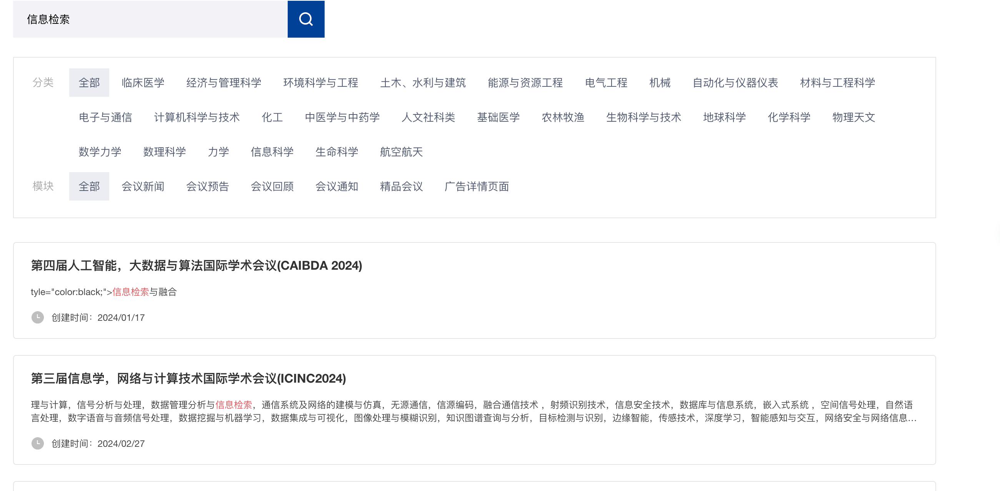 信息检索
分类 全部 临床医学 经济与管理科学 环境科学与工程 土木、水利与建筑 能源与资源工程 电气工程 机械 自动化与仪器仪表 材料与工程科学
电子与通信 计算机科学与技术 化工 中医学与中药学 人文社科类 基础医学 农林牧渔 生物科学与技术 地球科学 化学科学 物理天文
数学力学 数理科学 力学 信息科学 生命科学 航空航天
模块 全部 会议新闻 会议预告 会议回顾 会议通知 精品会议 广告详情页面
第四届人工智能，大数据与算法国际学术会议(CAIBDA 2024)
tyle="color:black;">信息检索与融合
创建时间：2024/01/17
第三届信息学，网络与计算技术国际学术会议(ICINC2024)
理与计算，信号分析与处理，数据管理分析与信息检索，通信系统及网络的建模与仿真，无源通信，信源编码，融合通信技术 ，射频识别技术，信息安全技术，数据库与信息系统，嵌入式系统 ，空间信号处理，自然语
言处理，数字语音与音频信号处理，数据挖掘与机器学习，数据集成与可视化，图像处理与模糊识别，知识图谱查询与分析，目标检测与识别，边缘智能，传感技术，深度学习，智能感知与交互，网络安全与网络信息...
创建时间：2024/02/27